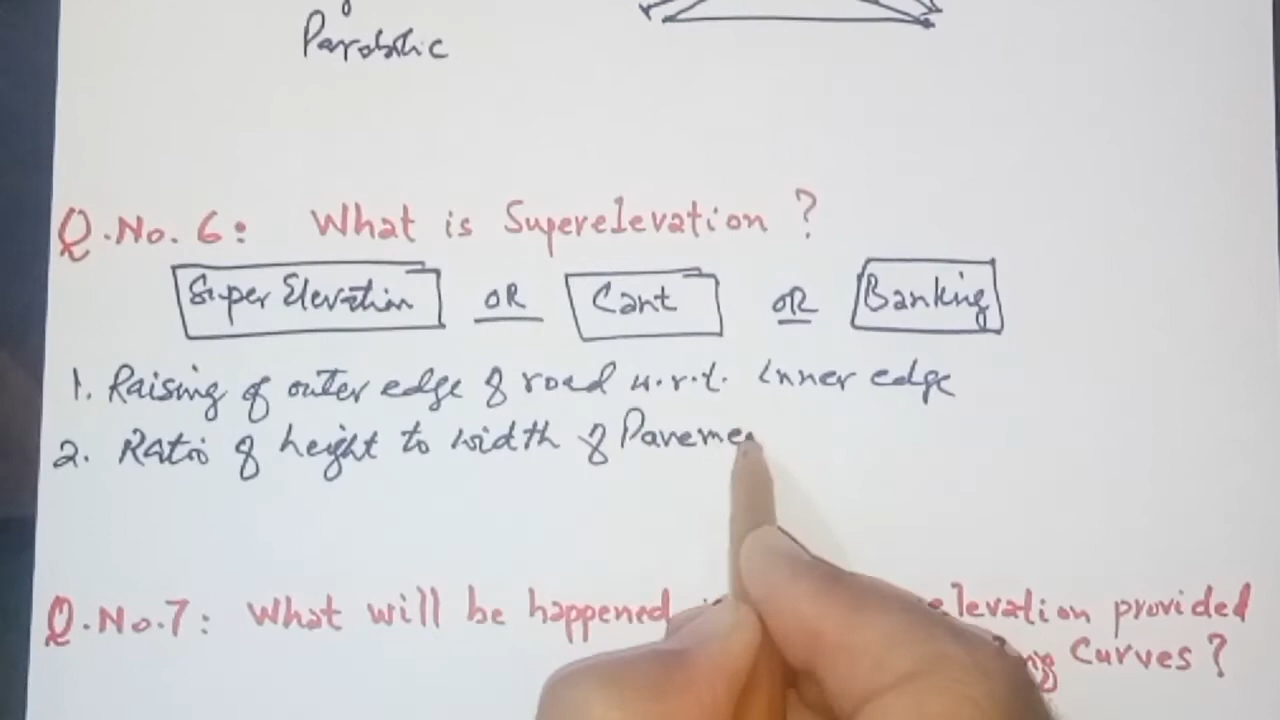 Parabolic
Q.No.6: What is Superelevation?
Super Elevation OR Cant OR Banking
1. Raising of outer edge of road w.r.t. inner edge
2. Ratio of height to width of Paveme
Q.No.7: What will be happened elevation provided
Curves?